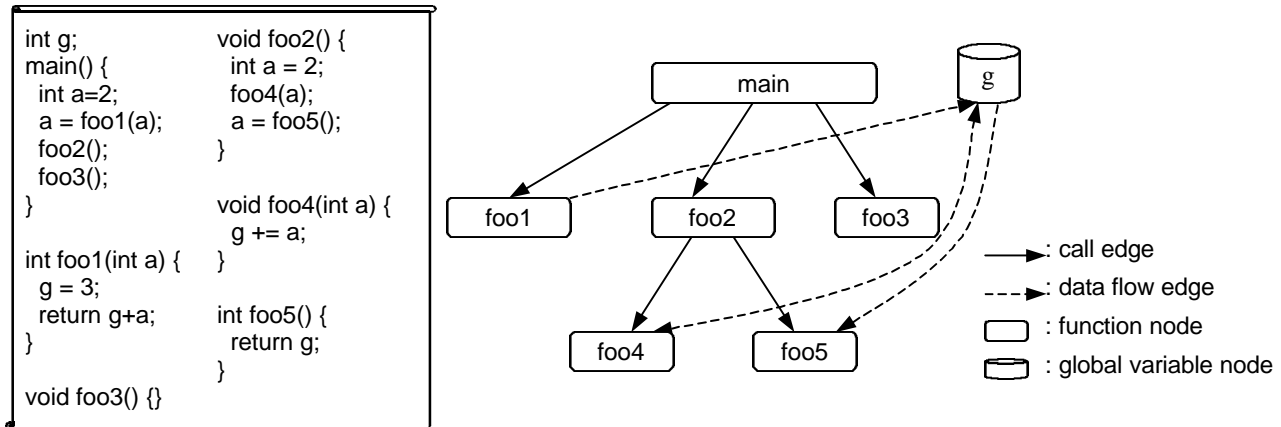 int g;
main() {
int a=2;
a = foo1(a);
foo2();
foo3();
}
int foo1(int a) {
g = 3;
return g+a;
}
void foo3() {}
void foo2() {
int a = 2;
foo4(a);
a = foo5();
}
void foo4(int a) {
g += a;
}
int foo5() {
return g;
}
main
g
foo1
foo2
foo3
foo4
foo5
: call edge
: data flow edge
: function node
: global variable node